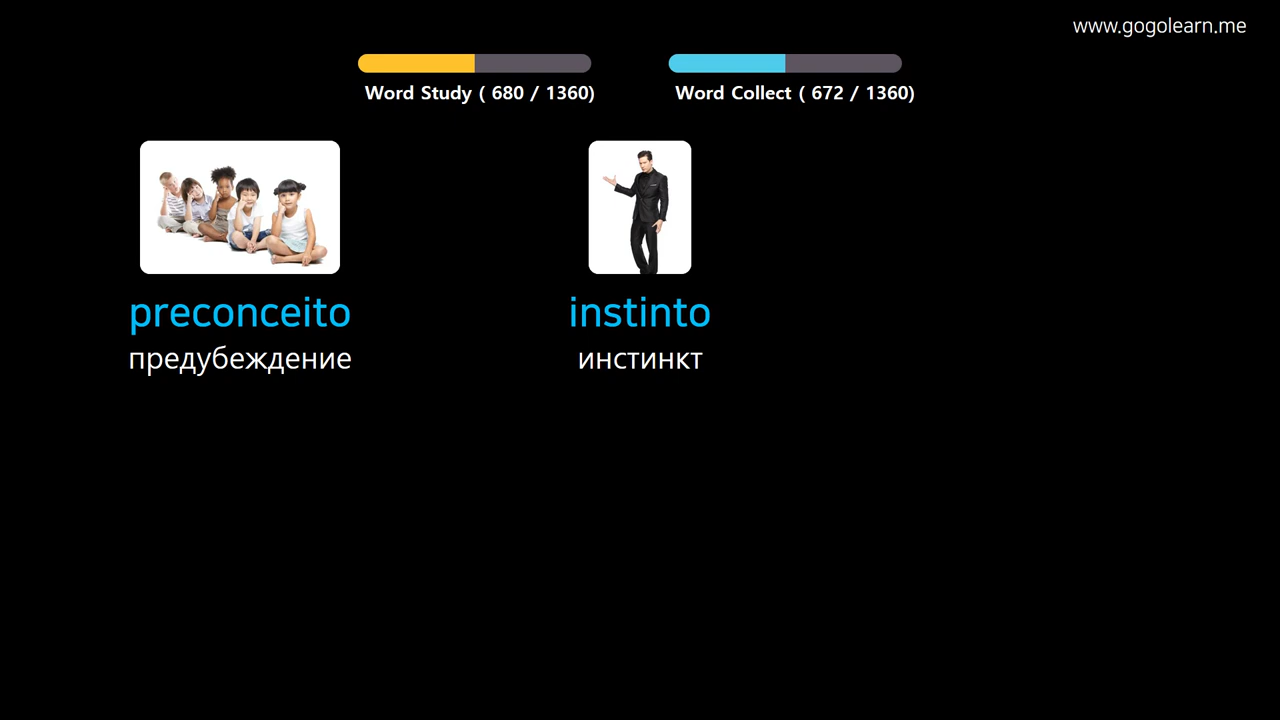 www.gogolearn.me
Word Study ( 680 / 1360)
Word Collect ( 672 / 1360)
preconceito
предубеждение
instinto
инстинкт